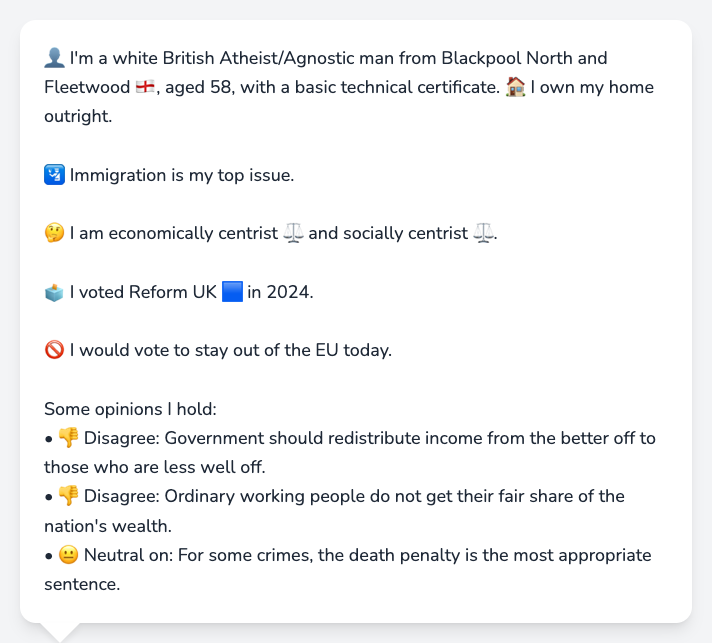 👤 I'm a white British Atheist/Agnostic man from Blackpool North and
Fleetwood 🏴󠁧󠁢󠁥󠁮󠁧󠁿, aged 58, with a basic technical certificate. 🏠 I own my home
outright.
🛂 Immigration is my top issue.
🤔 I am economically centrist ⚖️ and socially centrist ⚖️.
🗳️ I voted Reform UK 🟦 in 2024.
🚫 I would vote to stay out of the EU today.
Some opinions I hold:
• 👎 Disagree: Government should redistribute income from the better off to
those who are less well off.
• 👎 Disagree: Ordinary working people do not get their fair share of the
nation's wealth.
• 😐 Neutral on: For some crimes, the death penalty is the most appropriate
sentence.